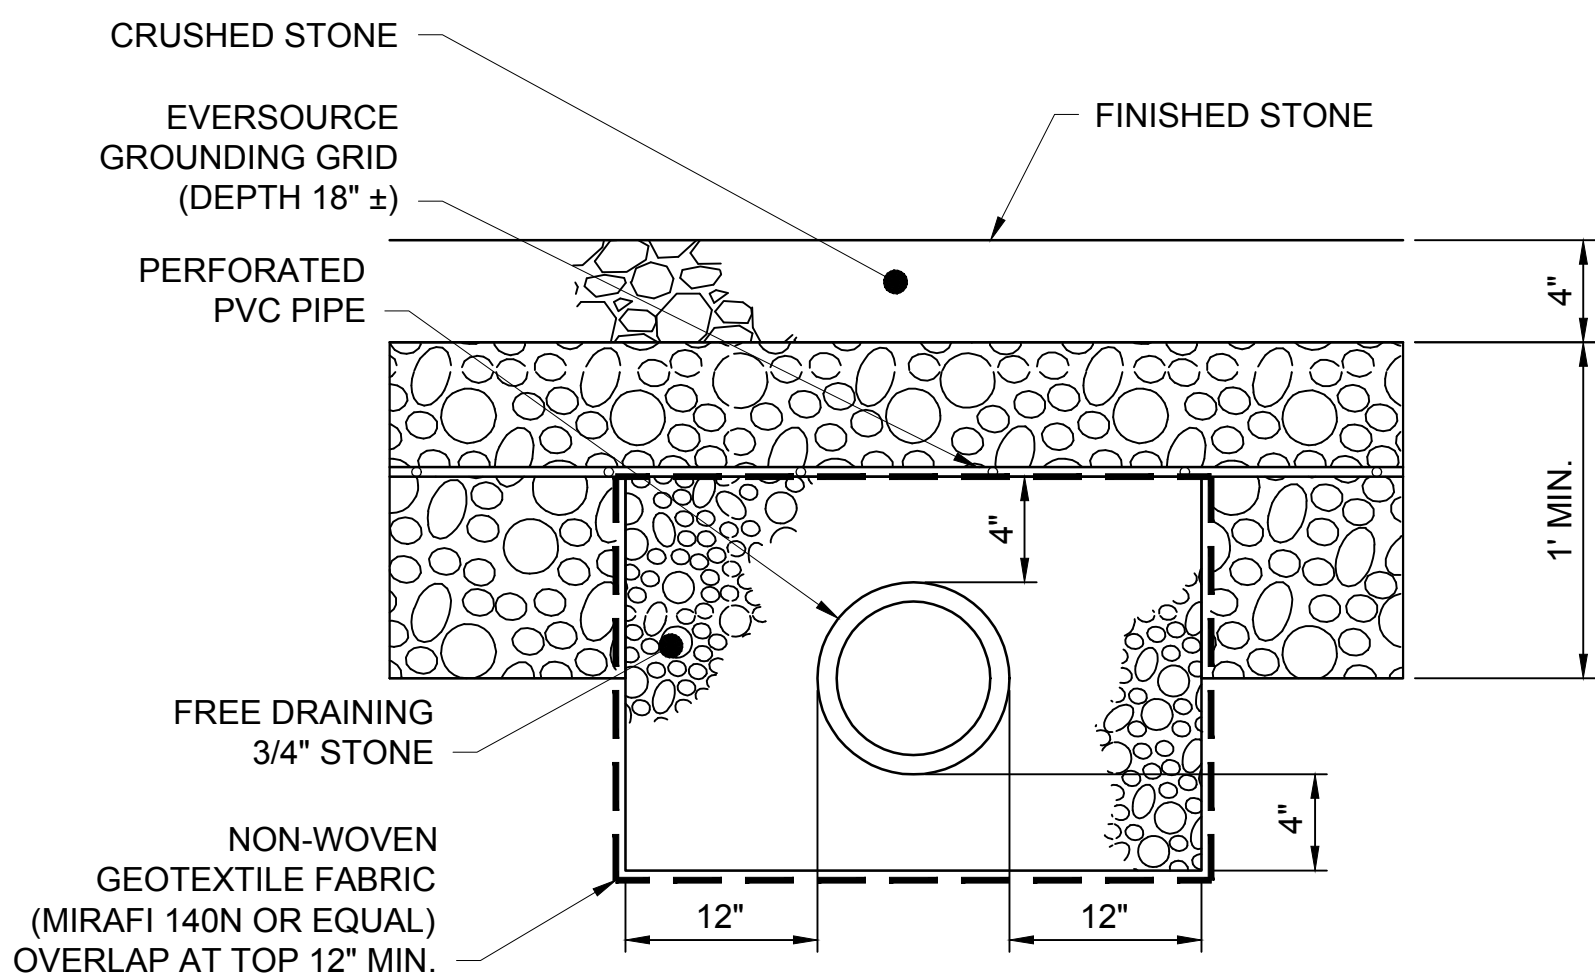 CRUSHED STONE
EVERSOURCE
GROUNDING GRID
(DEPTH 18" ±)
FINISHED STONE
PERFORATED
PVC PIPE
4"
1' MIN.
4"
FREE DRAINING
3/4" STONE
4"
NON-WOVEN
GEOTEXTILE FABRIC
(MIRAFI 140N OR EQUAL)
OVERLAP AT TOP 12" MIN.
12"
12"